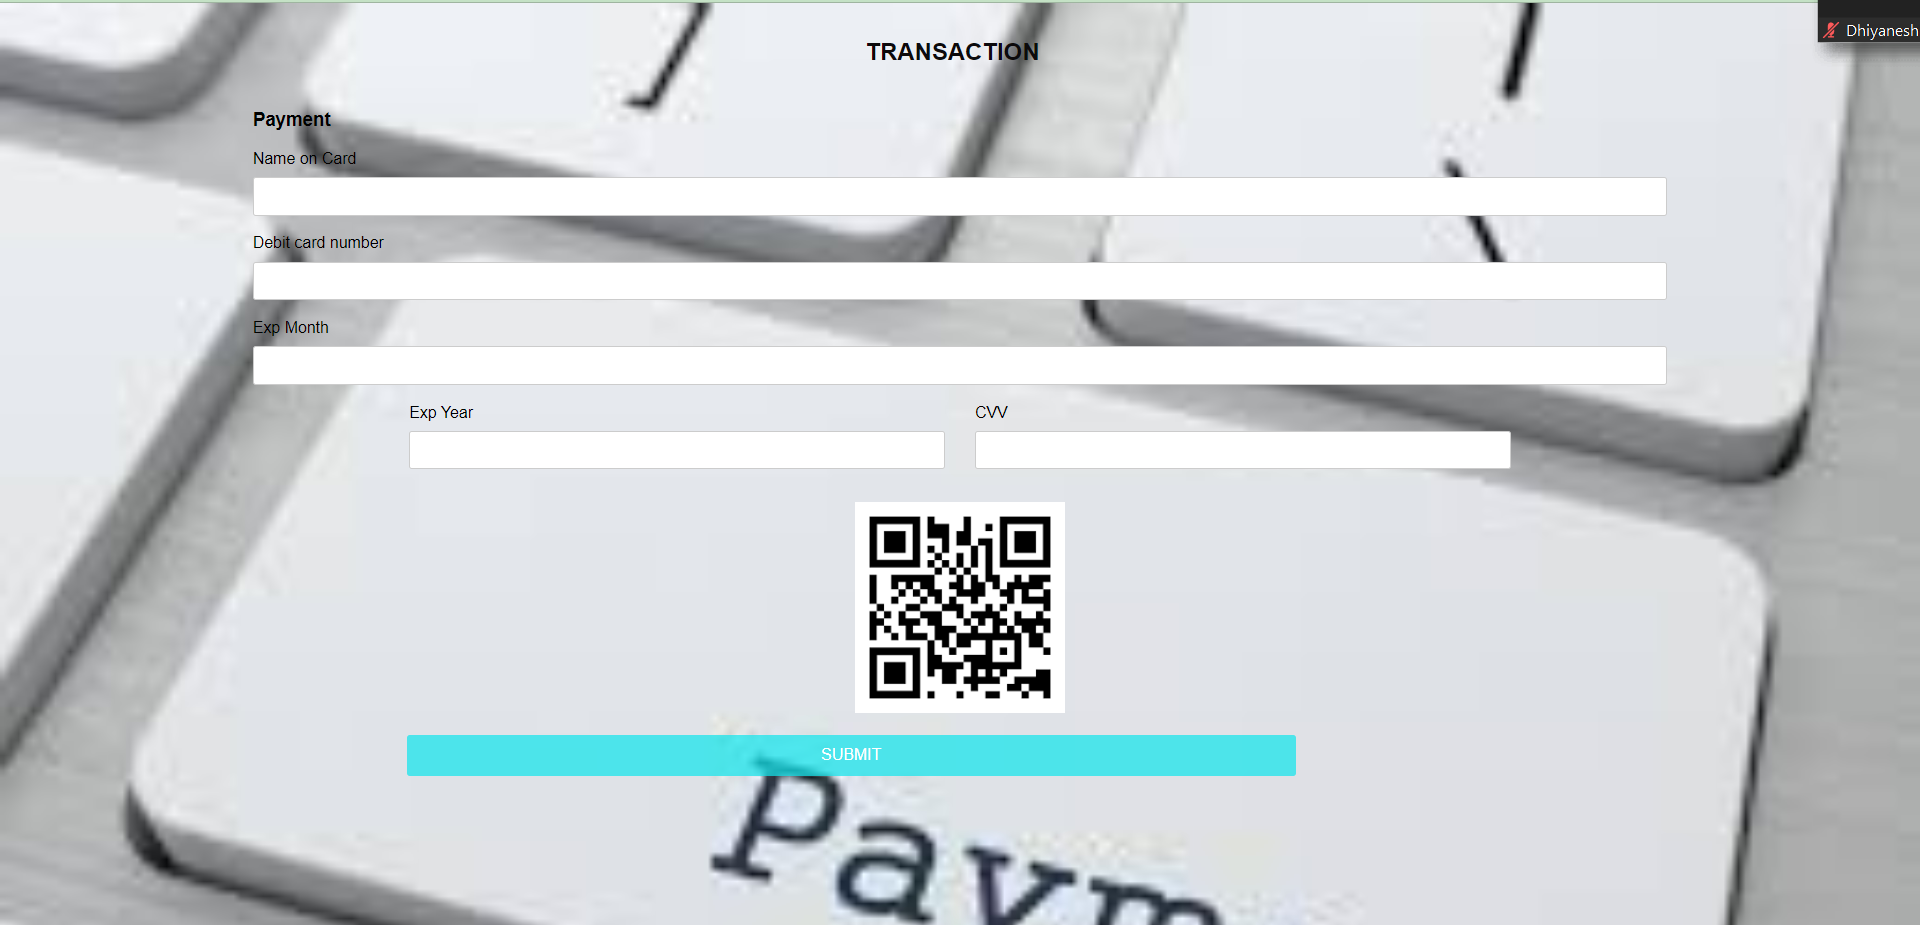 Dhiyanesh
TRANSACTION
Payment
Name on Card
Debit card number
Exp Month
Exp Year
CVV
SUBMIT
Paym